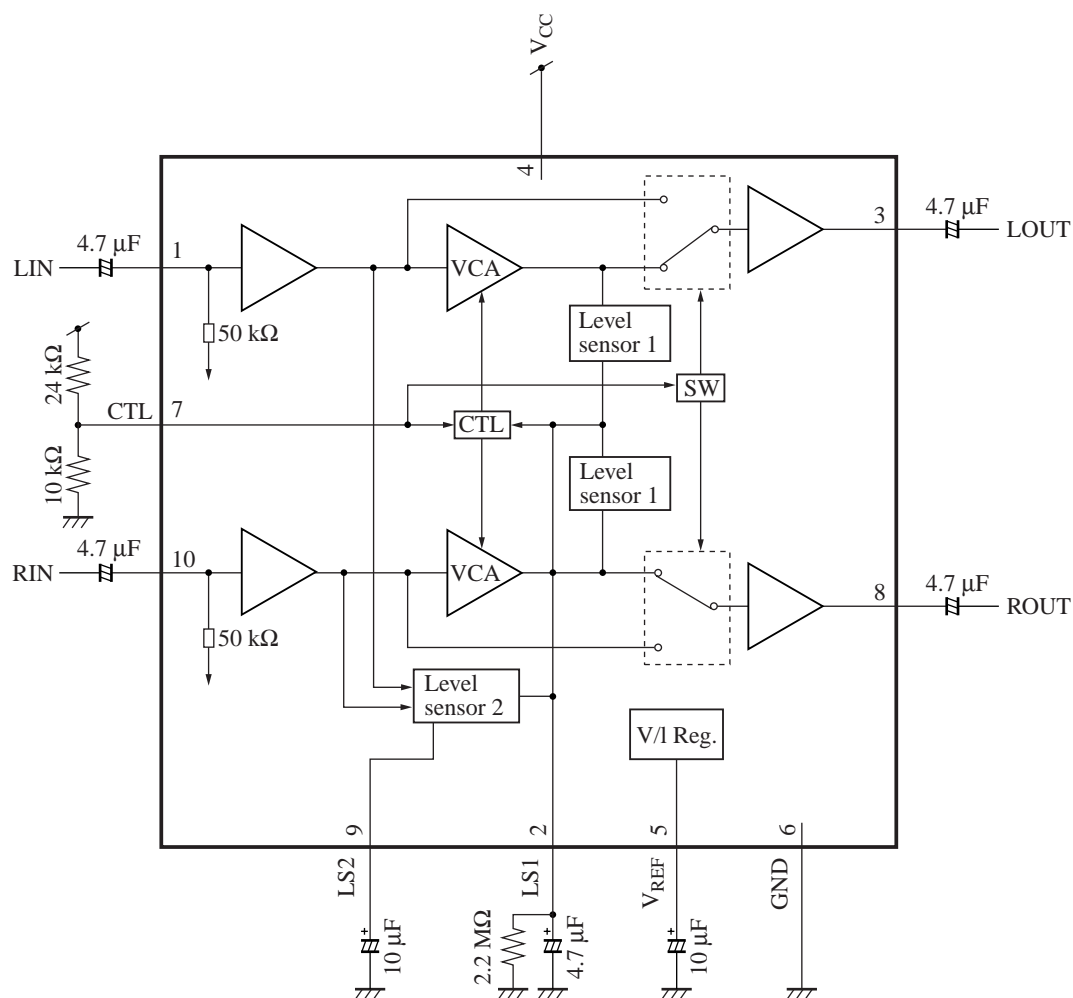 VCC
4
4.7 µF
1
LIN
50 kΩ
VCA
Level
sensor 1
3
4.7 µF
LOUT
24 kΩ
CTL
7
CTL
SW
10 kΩ
Level
sensor 1
4.7 µF
10
RIN
50 kΩ
VCA
8
4.7 µF
ROUT
Level
sensor 2
V/l Reg.
9
2
5
6
LS2
LS1
VREF
GND
10 µF
2.2 MΩ
4.7 µF
10 µF
+
+
+